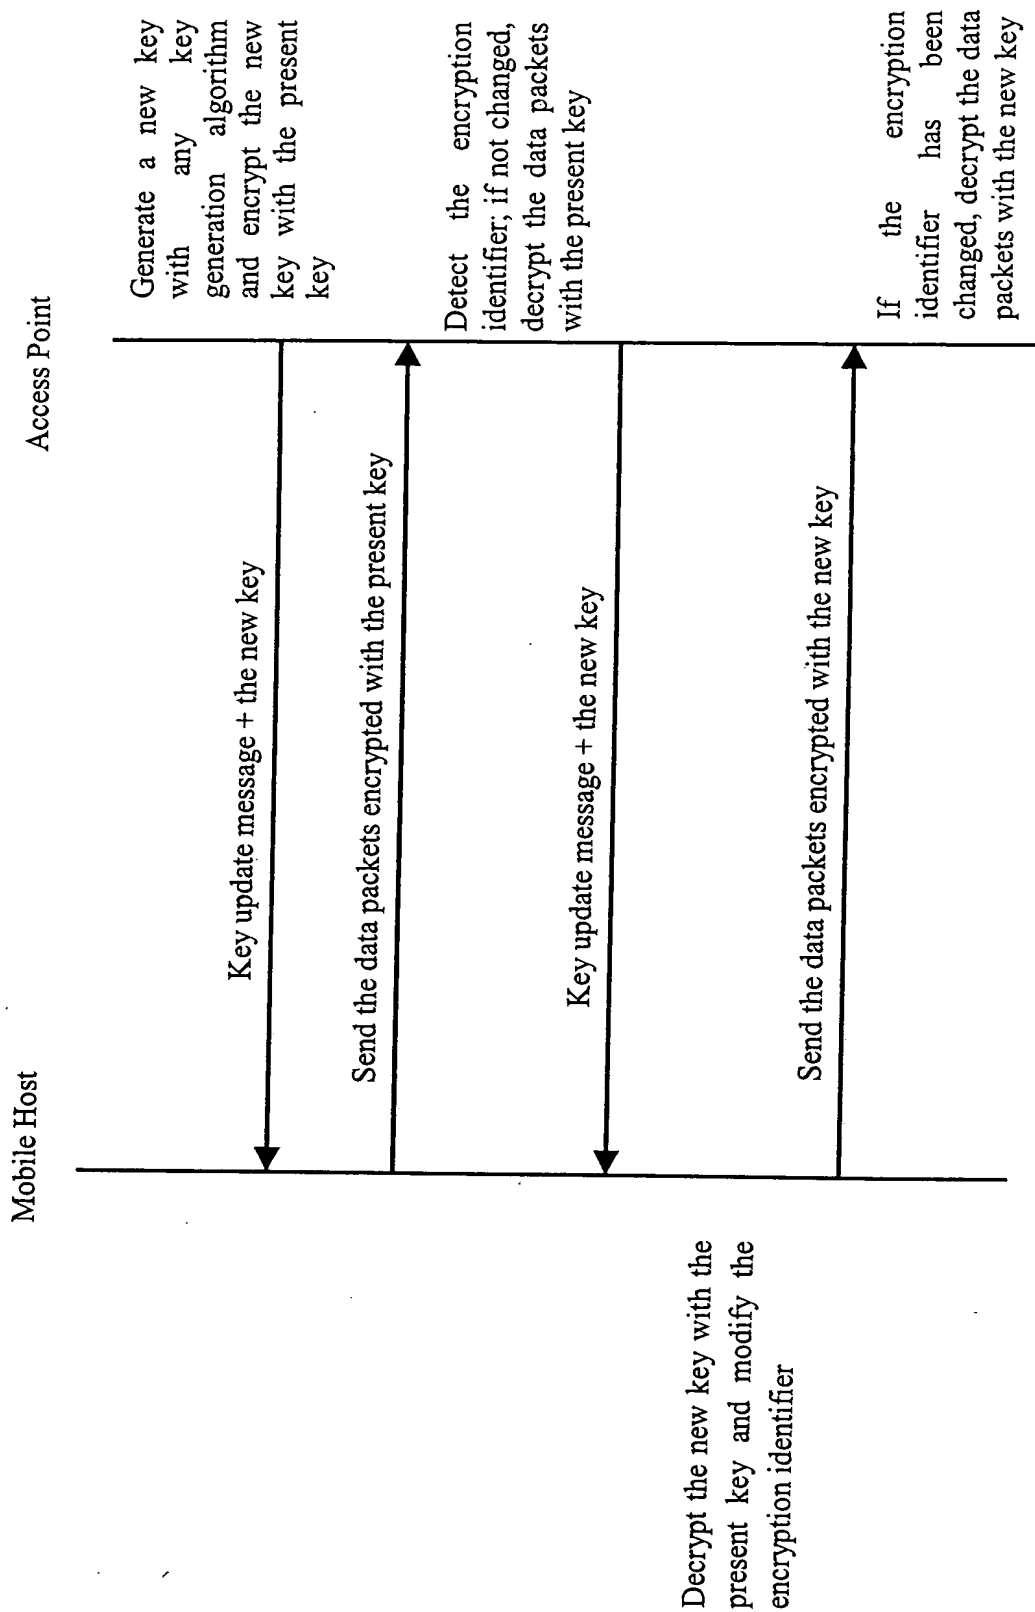 Mobile Host
Access Point
Generate a new key
with any key
generation algorithm
and encrypt the new
key with the present
key
Key update message + the new key
Send the data packets encrypted with the present key
Detect the encryption
identifier; if not changed,
decrypt the data packets
with the present key
Key update message + the new key
Decrypt the new key with the
present key and modify the
encryption identifier
Send the data packets encrypted with the new key
If the encryption
identifier has been
changed, decrypt the data
packets with the new key